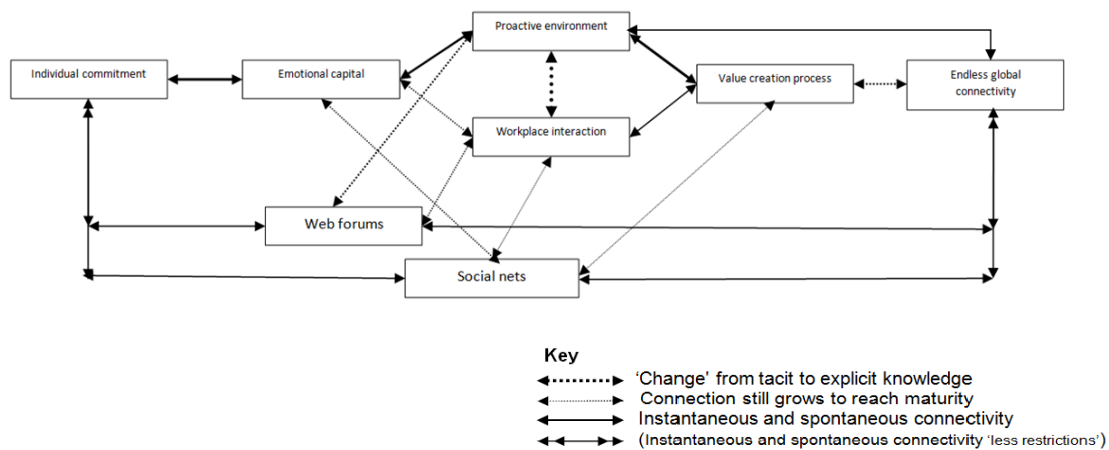 Proactive environment
Individual commitment
Emotional capital
Value creation process
Endless global
connectivity
Workplace interaction
Web forums
Social nets
Key
'Change' from tacit to explicit knowledge
Connection still grows to reach maturity
Instantaneous and spontaneous connectivity
(Instantaneous and spontaneous connectivity 'less restrictions')